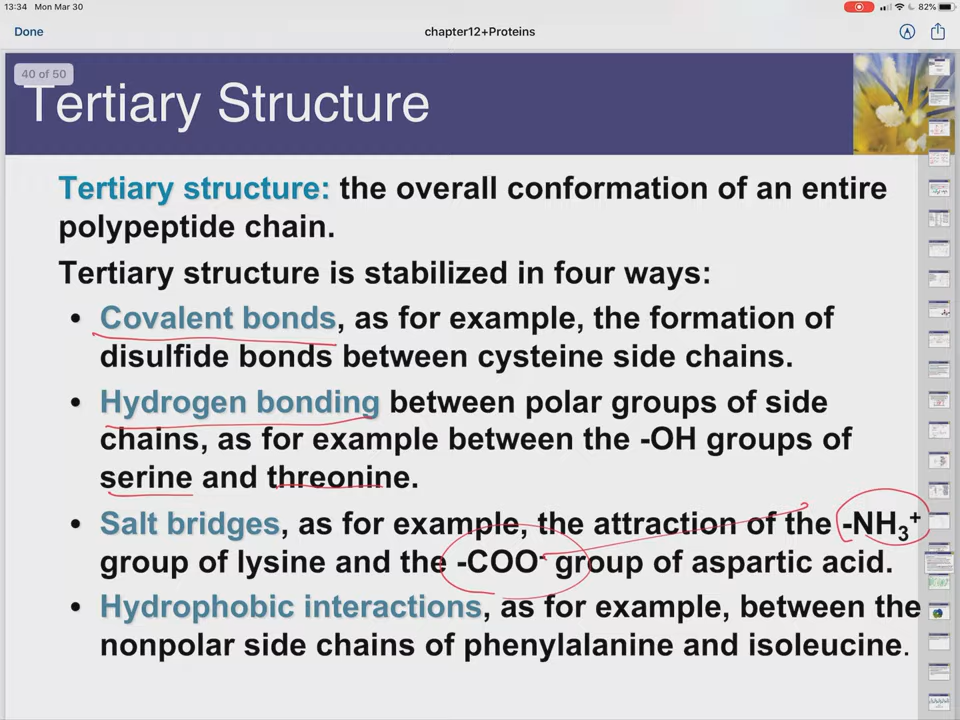 13:34 Mon Mar 30
82%
Done
chapter12+Proteins
40 of 50
Tertiary Structure
Tertiary structure: the overall conformation of an entire
polypeptide chain.
Tertiary structure is stabilized in four ways:
• Covalent bonds, as for example, the formation of
disulfide bonds between cysteine side chains.
• Hydrogen bonding between polar groups of side
chains, as for example between the -OH groups of
serine and threonine.
• Salt bridges, as for example, the attraction of the -NH₃⁺
group of lysine and the -COO⁻ group of aspartic acid.
• Hydrophobic interactions, as for example, between the
nonpolar side chains of phenylalanine and isoleucine.